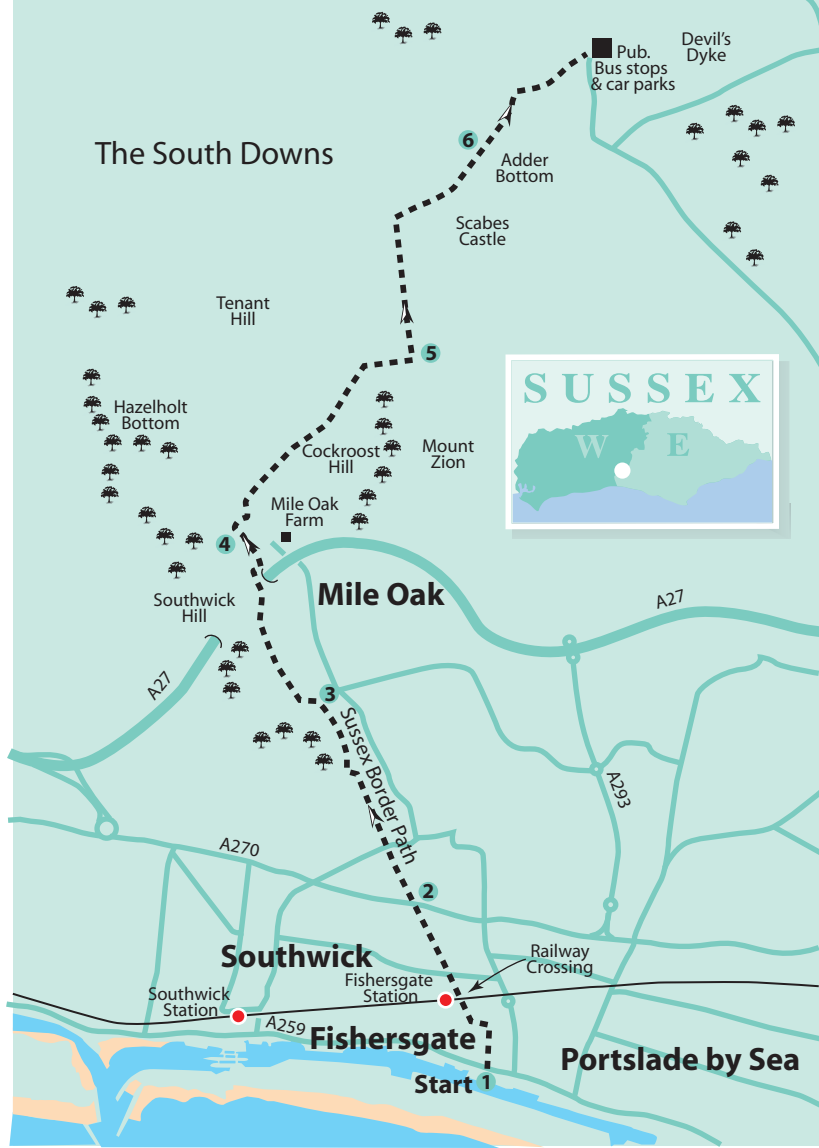 Devil's
Dyke
Pub.
Bus stops
& car parks
The South Downs
6
Adder
Bottom
Scabes
Castle
Tenant
Hill
5
SUSSEX
W E
Hazelholt
Bottom
Cockroost
Hill
Mount
Zion
Mile Oak
Farm
4
Mile Oak
Southwick
Hill
A27
A27
3
Sussex Border Path
A293
A270
2
Southwick
Railway
Crossing
Fishersgate
Station
Southwick
Station
A259
Fishersgate
Portslade by Sea
Start 1